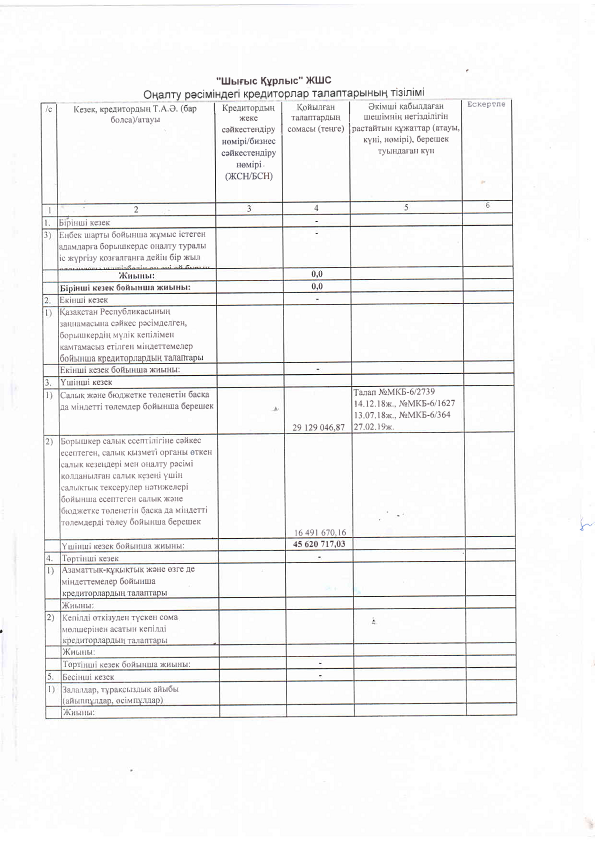 "Шығыс Құрлыс" ЖШС
Оңалту рәсіміндегі кредиторлар талаптарының тізілімі
/с
Кезек, кредитордың Т.А.Ә. (бар
болса)/атауы
Кредитордың
жеке
сәйкестендіру
нөмірі/бизнес
сәйкестендіру
нөмірі
(ЖСН/БСН)
Қойылған
талаптардың
сомасы (теңге)
Әкімші қабылдаған
шешімнің негізділігін
растайтын құжаттар (атауы,
күні, нөмірі), берешек
туындаған күн
Ескертпе
1 2 3 4 5 6
1. Бірінші кезек -
3) Еңбек шарты бойынша жұмыс істеген -
адамдарға борышкерде оңалту туралы
іс жүргізу қозғалғанға дейін бір жыл
Жиыны: 0,0
Бірінші кезек бойынша жиыны: 0,0
2. Екінші кезек -
1) Қазақстан Республикасының
заңнамасына сәйкес рәсімделген,
борышкердің мүлік кепілімен
қамтамасыз етілген міндеттемелер
бойынша кредиторлардың талаптары
Екінші кезек бойынша жиыны: -
3. Үшінші кезек
1) Салық және бюджетке төленетін басқа
да міндетті төлемдер бойынша берешек
29 129 046,87
Талап №МКБ-6/2739
14.12.18ж., №МКБ-6/1627
13.07.18ж., №МКБ-6/364
27.02.19ж.
2) Борышкер салық есептілігіне сәйкес
есептеген, салық қызметі органы өткен
салық кезеңдері мен оңалту рәсімі
қолданылған салық кезеңі үшін
салықтық тексерулер нәтижелері
бойынша есептеген салық және
бюджетке төленетін басқа да міндетті
төлемдерді төлеу бойынша берешек
16 491 670,16
Үшінші кезек бойынша жиыны: 45 620 717,03
4. Төртінші кезек -
1) Азаматтық-құқықтық және өзге де
міндеттемелер бойынша
кредиторлардың талаптары
Жиыны:
2) Кепілді өткізуден түскен сома
мөлшерінен асатын кепілді
кредиторлардың талаптары
Жиыны:
Төртінші кезек бойынша жиыны: -
5. Бесінші кезек -
1) Залалдар, тұрақсыздық айыбы
(айыппұлдар, өсімпұлдар)
Жиыны: